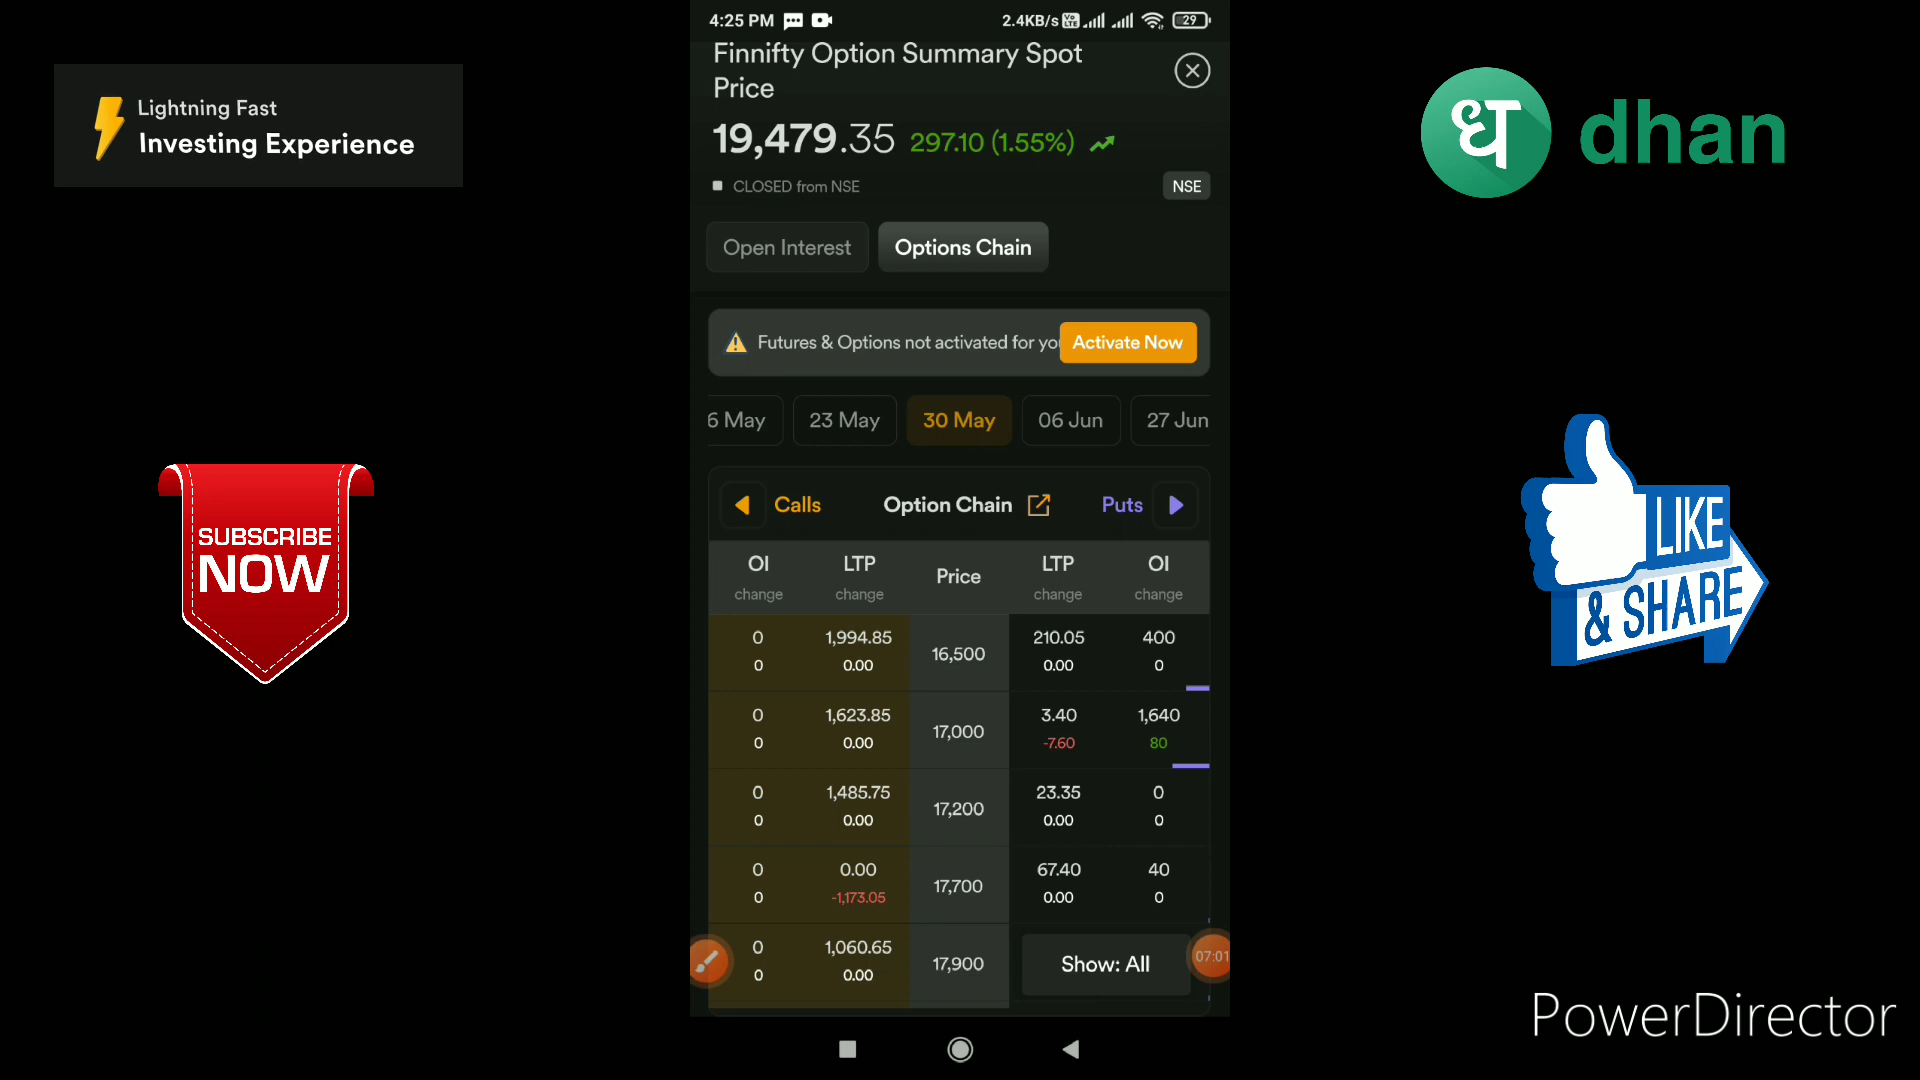 Lightning Fast
Investing Experience
SUBSCRIBE
NOW
4:25 PM
2.4KB/s Vo LTE 29
Finnifty Option Summary Spot
Price
19,479.35 297.10 (1.55%)
CLOSED from NSE NSE
Open Interest Options Chain
Futures & Options not activated for yo Activate Now
6 May 23 May 30 May 06 Jun 27 Jun
Calls Option Chain Puts
OI LTP Price LTP OI
change change change change
0 1,994.85 16,500 210.05 400
0 0.00 0.00 0
0 1,623.85 17,000 3.40 1,640
0 0.00 -7.60 80
0 1,485.75 17,200 23.35 0
0 0.00 0.00 0
0 0.00 17,700 67.40 40
0 -1,173.05 0.00 0
0 1,060.65 17,900 Show: All
0 0.00
07:01
ध dhan
LIKE
& SHARE
PowerDirector